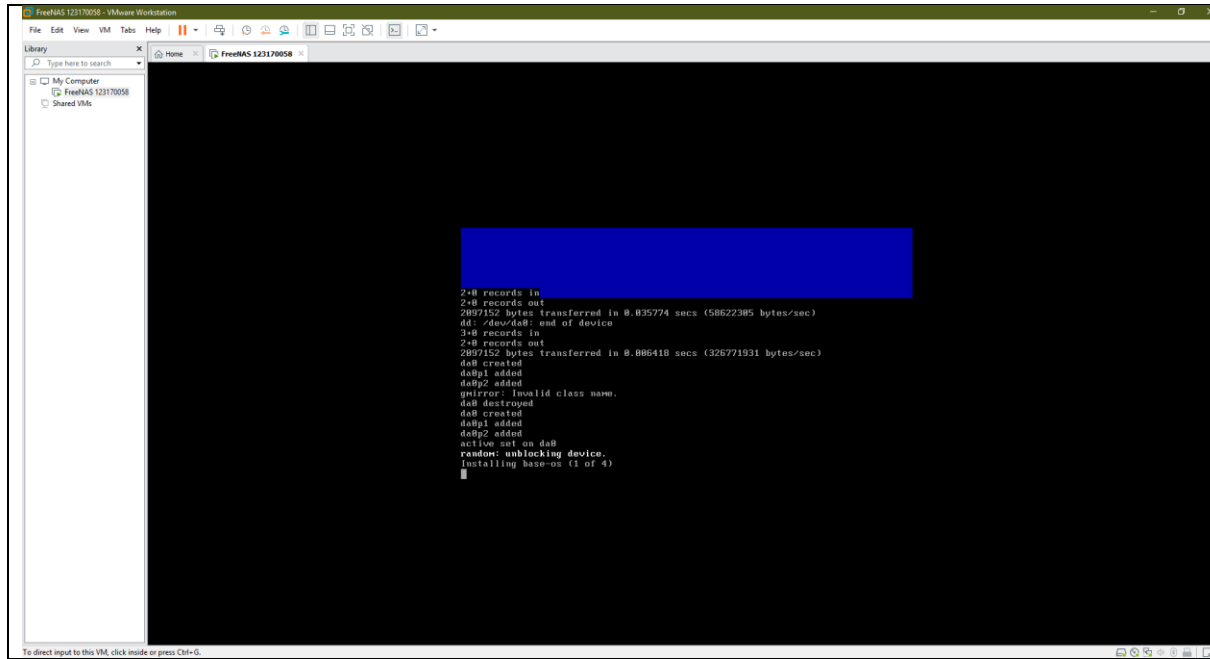 FreeNAS 123170058 - VMware Workstation
File Edit View VM Tabs Help
Library
Home
FreeNAS 123170058
Type here to search
My Computer
FreeNAS 123170058
Shared VMs
2+0 records in
2+0 records out
2097152 bytes transferred in 0.035774 secs (58622305 bytes/sec)
dd: /dev/da0: end of device
3+0 records in
2+0 records out
2097152 bytes transferred in 0.006418 secs (326771931 bytes/sec)
da0 created
da0p1 added
da0p2 added
gmirror: Invalid class name.
da0 destroyed
da0 created
da0p1 added
da0p2 added
active set on da0
random: unblocking device.
Installing base-os (1 of 4)
To direct input to this VM, click inside or press Ctrl+G.